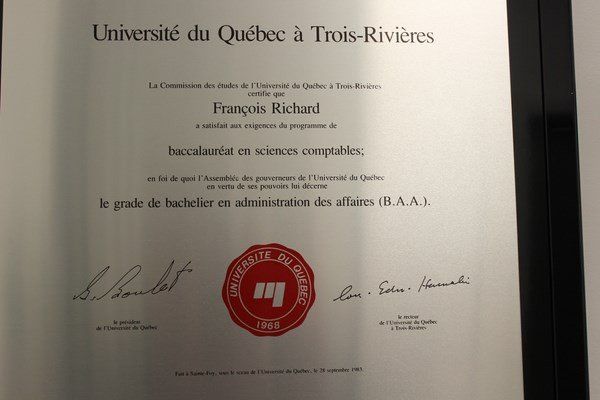 Université du Québec à Trois-Rivières
La Commission des études de l'Université du Québec à Trois-Rivières
certifie que
François Richard
a satisfait aux exigences du programme de
baccalauréat en sciences comptables;
en foi de quoi l'Assemblée des gouverneurs de l'Université du Québec
en vertu de ses pouvoirs lui décerne
le grade de bachelier en administration des affaires (B.A.A.).
UNIVERSITÉ DU QUÉBEC
1968
G. Boulet
le président
de l'Université du Québec
le recteur
de l'Université du Québec
à Trois-Rivières
Fait à Sainte-Foy, sous le sceau de l'Université du Québec, le 28 septembre 1983.